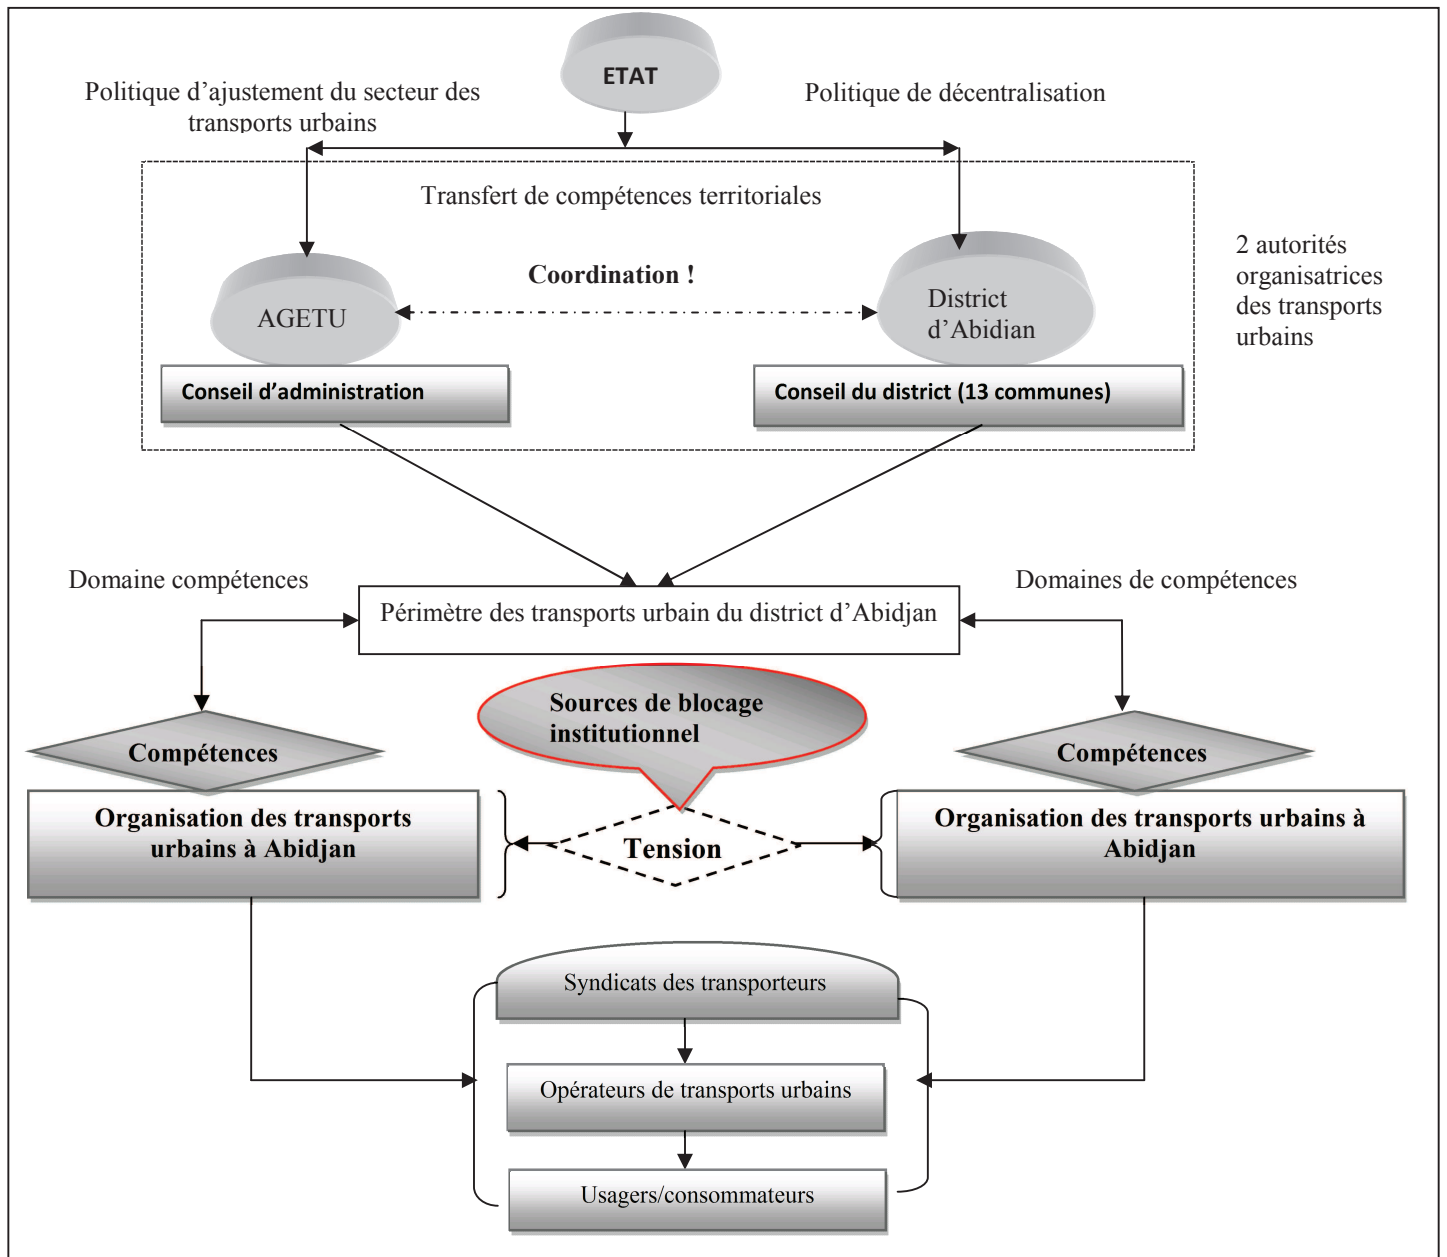 ETAT
Politique d'ajustement du secteur des
transports urbains
Politique de décentralisation
Transfert de compétences territoriales
Coordination !
2 autorités
organisatrices
des transports
urbains
AGETU
District
d'Abidian
Conseil d'administration
Conseil du district (13 communes)
Domaine compétences
Domaines de compétences
Périmètre des transports urbain du district d'Abidjan
Sources de blocage
institutionnel
Compétences
Compétences
Organisation des transports
urbains à Abidjan
Tension
Organisation des transports urbains à
Abidjan
Syndicats des transporteurs
Opérateurs de transports urbains
Usagers/consommateurs